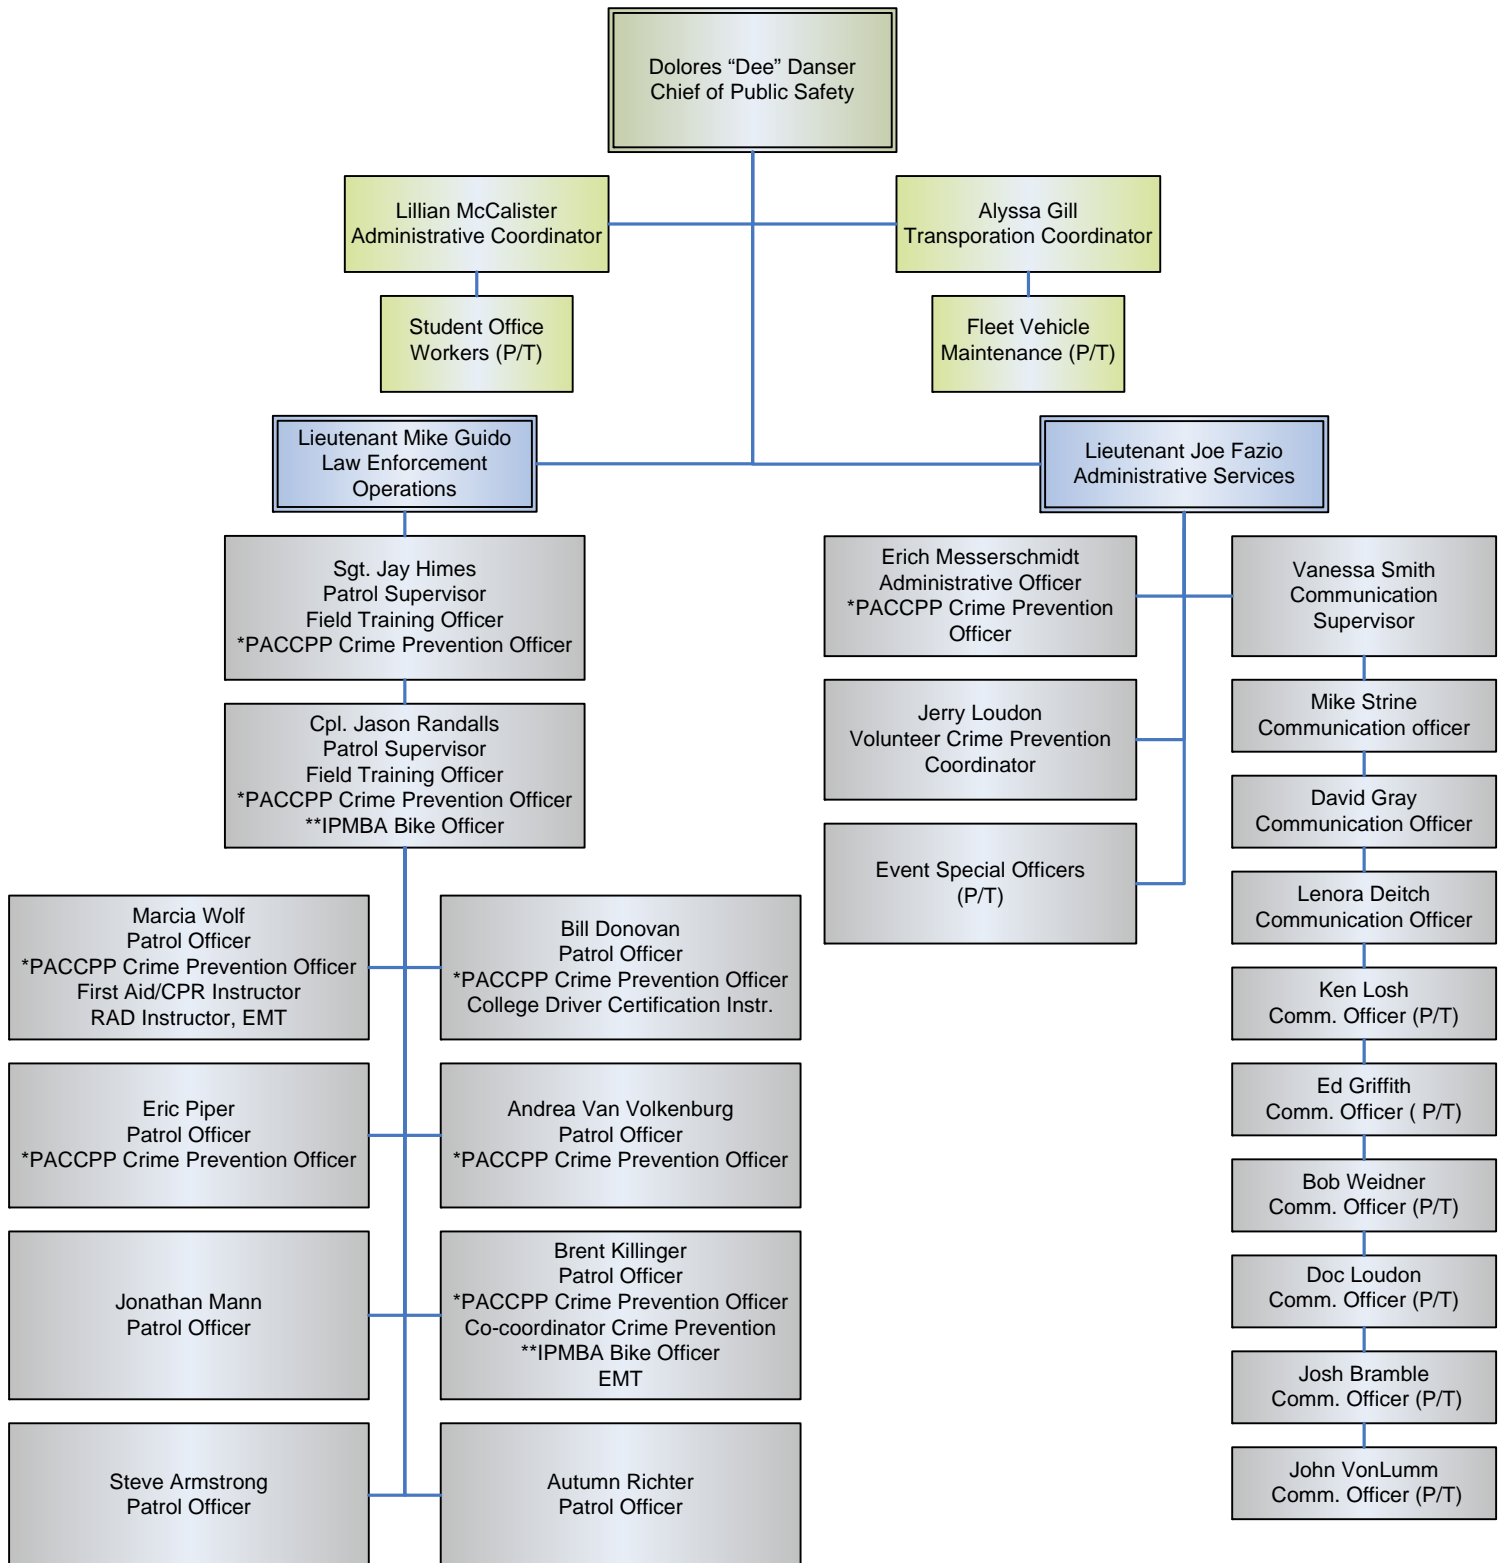 Dolores “Dee” Danser
Chief of Public Safety
Lillian McCalister
Administrative Coordinator
Alyssa Gill
Transporation Coordinator
Student Office
Workers (P/T)
Fleet Vehicle
Maintenance (P/T)
Lieutenant Mike Guido
Law Enforcement
Operations
Lieutenant Joe Fazio
Administrative Services
Sgt. Jay Himes
Patrol Supervisor
Field Training Officer
*PACCPP Crime Prevention Officer
Cpl. Jason Randalls
Patrol Supervisor
Field Training Officer
*PACCPP Crime Prevention Officer
**IPMBA Bike Officer
Marcia Wolf
Patrol Officer
*PACCPP Crime Prevention Officer
First Aid/CPR Instructor
RAD Instructor, EMT
Bill Donovan
Patrol Officer
*PACCPP Crime Prevention Officer
College Driver Certification Instr.
Eric Piper
Patrol Officer
*PACCPP Crime Prevention Officer
Andrea Van Volkenburg
Patrol Officer
*PACCPP Crime Prevention Officer
Jonathan Mann
Patrol Officer
Brent Killinger
Patrol Officer
*PACCPP Crime Prevention Officer
Co-coordinator Crime Prevention
**IPMBA Bike Officer
EMT
Steve Armstrong
Patrol Officer
Autumn Richter
Patrol Officer
Erich Messerschmidt
Administrative Officer
*PACCPP Crime Prevention
Officer
Jerry Loudon
Volunteer Crime Prevention
Coordinator
Event Special Officers
(P/T)
Vanessa Smith
Communication
Supervisor
Mike Strine
Communication officer
David Gray
Communication Officer
Lenora Deitch
Communication Officer
Ken Losh
Comm. Officer (P/T)
Ed Griffith
Comm. Officer ( P/T)
Bob Weidner
Comm. Officer (P/T)
Doc Loudon
Comm. Officer (P/T)
Josh Bramble
Comm. Officer (P/T)
John VonLumm
Comm. Officer (P/T)